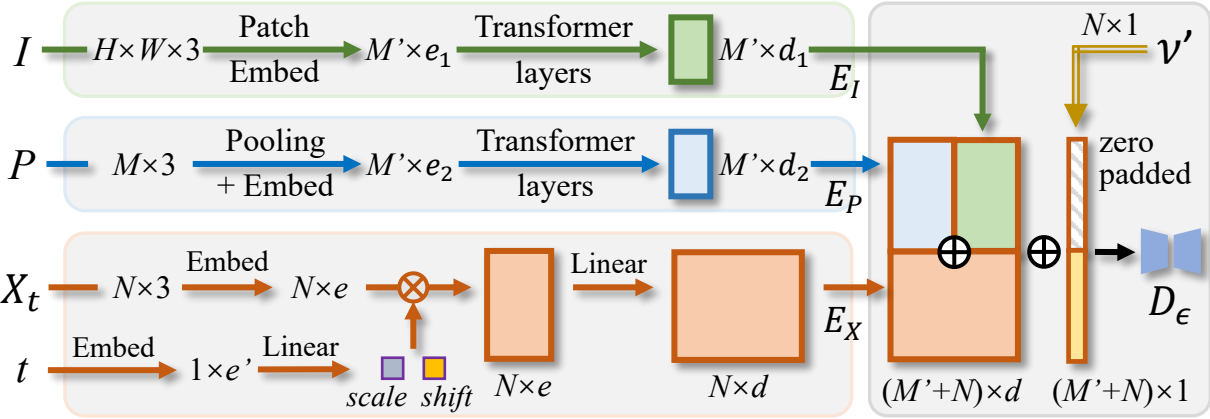 I H×W×3 Patch Embed M'×e₁ Transformer layers M'×d₁ E_I
N×1 ν'
P M×3 Pooling + Embed M'×e₂ Transformer layers M'×d₂ E_P
zero padded
X_t N×3 Embed N×e Linear E_X
t Embed 1×e' Linear
scale shift
N×e N×d
D_ϵ
(M'+N)×d (M'+N)×1